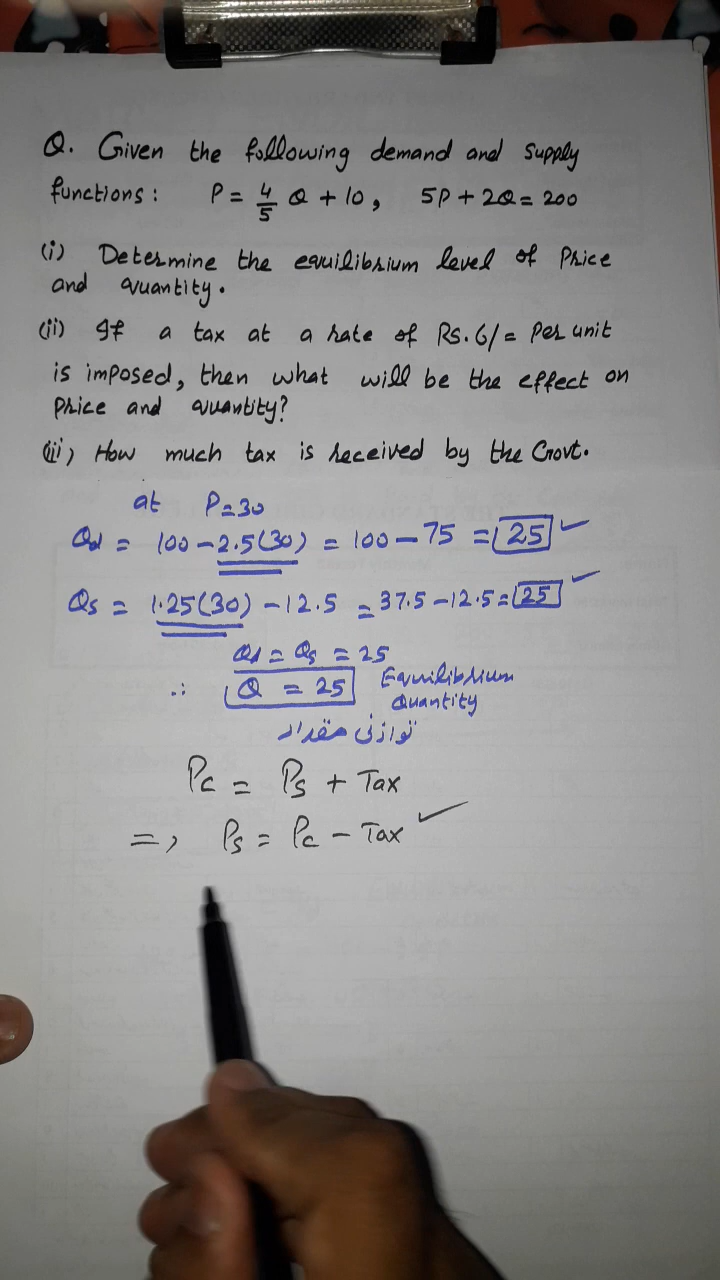 Q. Given the following demand and supply
functions: P = 4/5 Q + 10, 5P + 2Q = 200
(i) Determine the equilibrium level of Price
and quantity.
(ii) If a tax at a rate of RS. 6/= Per unit
is imposed, then what will be the effect on
Price and quantity?
(iii) How much tax is received by the Govt.
at P = 30
Qd = 100 - 2.5(30) = 100 - 75 = 25 ✓
Qs = 1.25(30) - 12.5 = 37.5 - 12.5 = 25 ✓
Qd = Qs = 25
∴ Q = 25 Equilibrium
Quantity
توازنی مقدار
Pc = Ps + Tax
=> Ps = Pc - Tax ✓